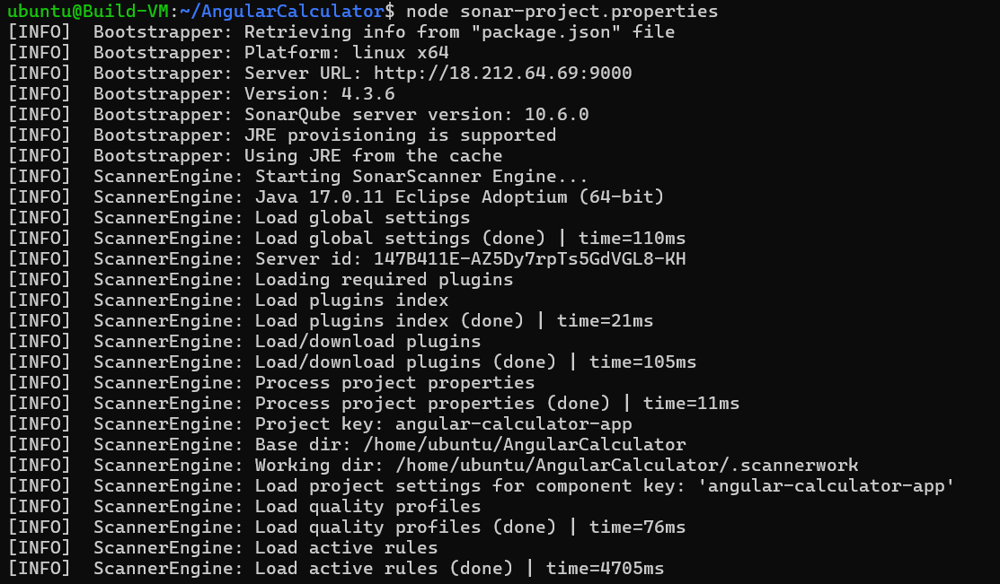 ubuntu@Build-VM:~/AngularCalculator$ node sonar-project.properties
[INFO]  Bootstrapper: Retrieving info from "package.json" file
[INFO]  Bootstrapper: Platform: linux x64
[INFO]  Bootstrapper: Server URL: http://18.212.64.69:9000
[INFO]  Bootstrapper: Version: 4.3.6
[INFO]  Bootstrapper: SonarQube server version: 10.6.0
[INFO]  Bootstrapper: JRE provisioning is supported
[INFO]  Bootstrapper: Using JRE from the cache
[INFO]  ScannerEngine: Starting SonarScanner Engine...
[INFO]  ScannerEngine: Java 17.0.11 Eclipse Adoptium (64-bit)
[INFO]  ScannerEngine: Load global settings
[INFO]  ScannerEngine: Load global settings (done) | time=110ms
[INFO]  ScannerEngine: Server id: 147B411E-AZ5Dy7rpTs5GdVGL8-KH
[INFO]  ScannerEngine: Loading required plugins
[INFO]  ScannerEngine: Load plugins index
[INFO]  ScannerEngine: Load plugins index (done) | time=21ms
[INFO]  ScannerEngine: Load/download plugins
[INFO]  ScannerEngine: Load/download plugins (done) | time=105ms
[INFO]  ScannerEngine: Process project properties
[INFO]  ScannerEngine: Process project properties (done) | time=11ms
[INFO]  ScannerEngine: Project key: angular-calculator-app
[INFO]  ScannerEngine: Base dir: /home/ubuntu/AngularCalculator
[INFO]  ScannerEngine: Working dir: /home/ubuntu/AngularCalculator/.scannerwork
[INFO]  ScannerEngine: Load project settings for component key: 'angular-calculator-app'
[INFO]  ScannerEngine: Load quality profiles
[INFO]  ScannerEngine: Load quality profiles (done) | time=76ms
[INFO]  ScannerEngine: Load active rules
[INFO]  ScannerEngine: Load active rules (done) | time=4705ms